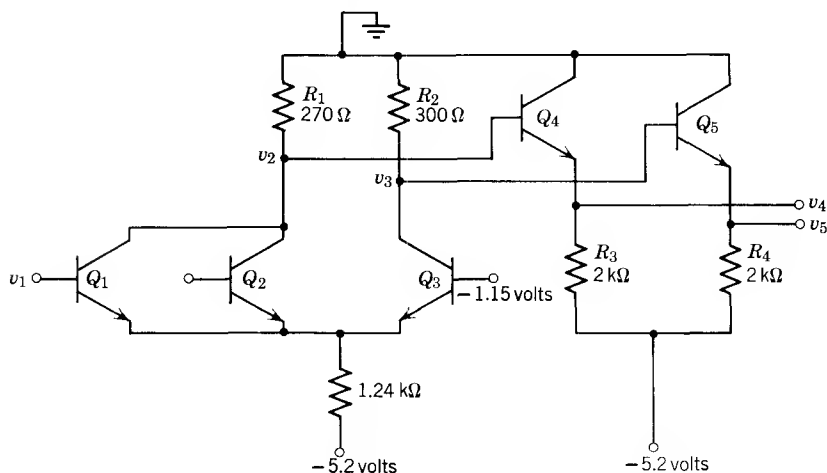 R1
270 Ω
R2
300 Ω
Q4
Q5
v2
v3
v4
v5
v1
Q1
Q2
Q3
−1.15 volts
R3
2 kΩ
R4
2 kΩ
1.24 kΩ
−5.2 volts
−5.2 volts